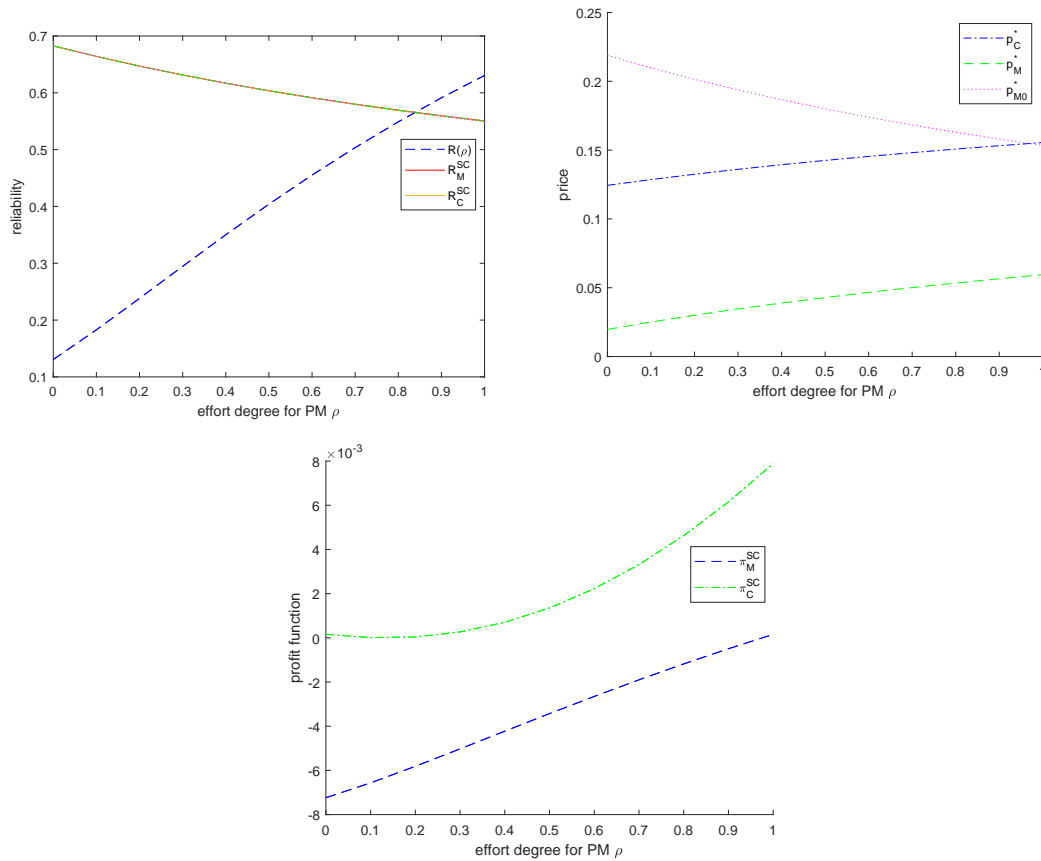 0.7
0.6
0.5
0.4
0.3
0.2
0.1
reliability
0 0.1 0.2 0.3 0.4 0.5 0.6 0.7 0.8 0.9 1
effort degree for PM ρ
R(ρ)
R_M^SC
R_C^SC
0.25
0.2
0.15
0.1
0.05
0
price
0 0.1 0.2 0.3 0.4 0.5 0.6 0.7 0.8 0.9 1
effort degree for PM ρ
p_C^*
p_M^*
p_M0^*
×10^-3
8
6
4
2
0
-2
-4
-6
-8
profit function
0 0.1 0.2 0.3 0.4 0.5 0.6 0.7 0.8 0.9 1
effort degree for PM ρ
π_M^SC
π_C^SC